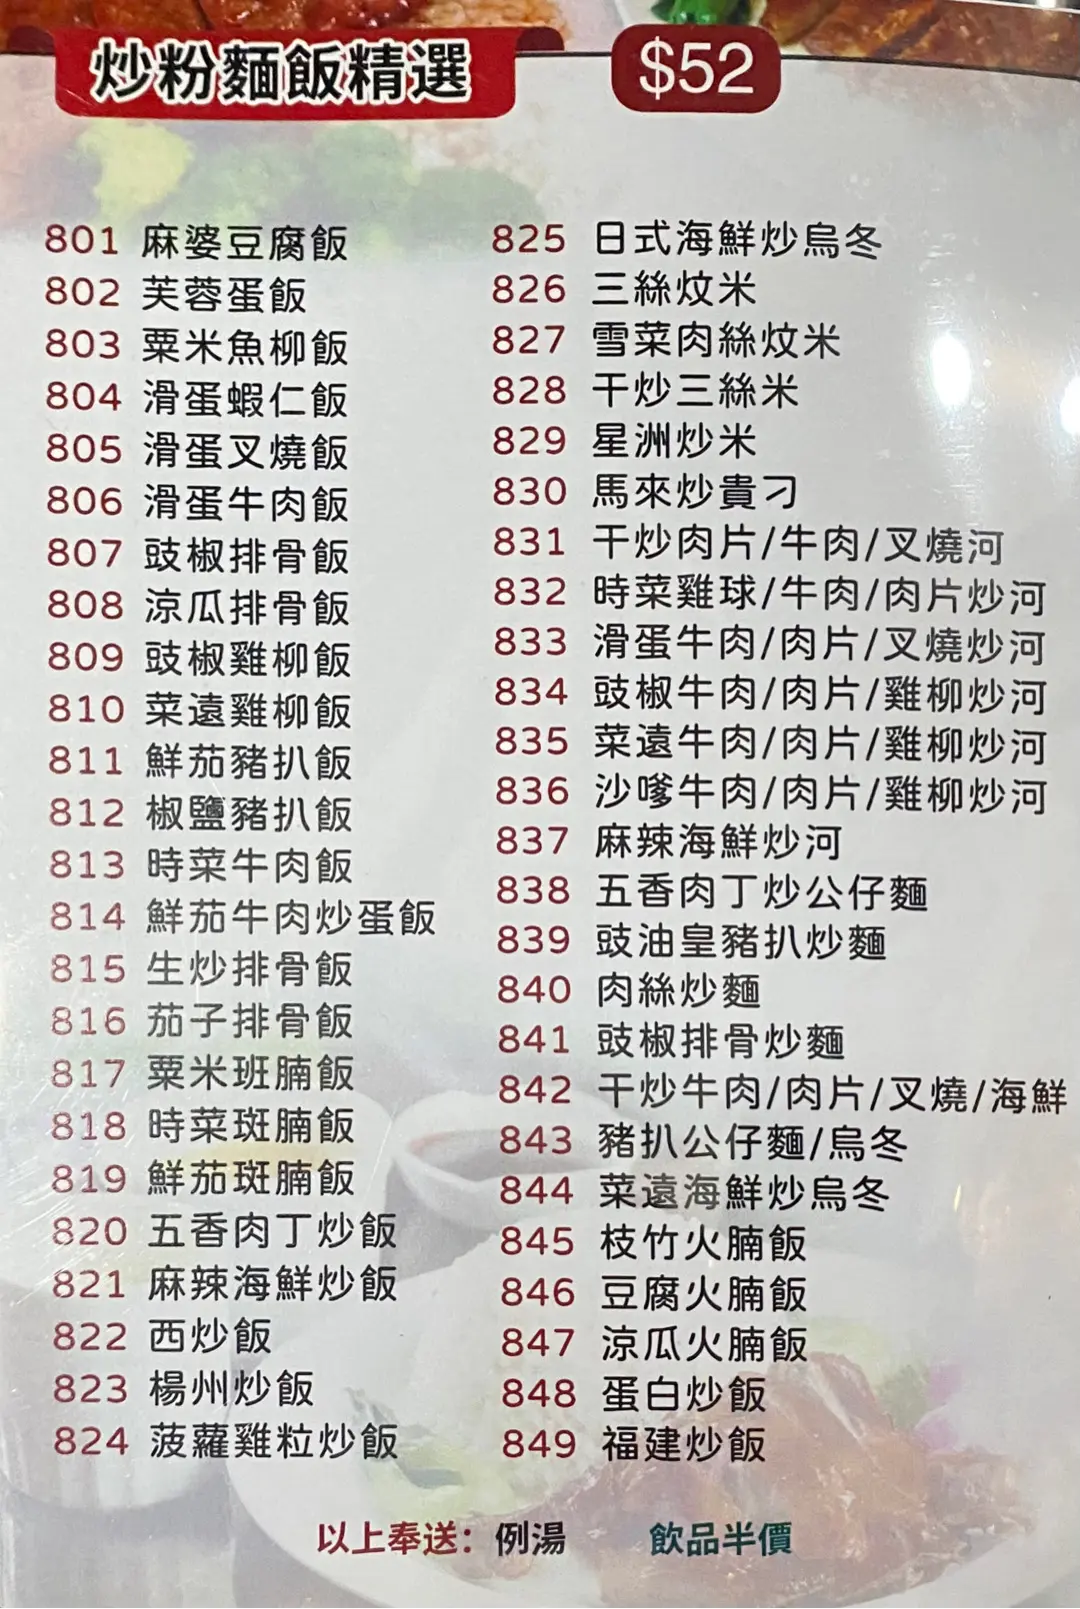 炒粉麵飯精選 $52
801 麻婆豆腐飯
802 芙蓉蛋飯
803 粟米魚柳飯
804 滑蛋蝦仁飯
805 滑蛋叉燒飯
806 滑蛋牛肉飯
807 豉椒排骨飯
808 涼瓜排骨飯
809 豉椒雞柳飯
810 菜遠雞柳飯
811 鮮茄豬扒飯
812 椒鹽豬扒飯
813 時菜牛肉飯
814 鮮茄牛肉炒蛋飯
815 生炒排骨飯
816 茄子排骨飯
817 粟米班腩飯
818 時菜斑腩飯
819 鮮茄斑腩飯
820 五香肉丁炒飯
821 麻辣海鮮炒飯
822 西炒飯
823 楊州炒飯
824 菠蘿雞粒炒飯
825 日式海鮮炒烏冬
826 三絲炆米
827 雪菜肉絲炆米
828 干炒三絲米
829 星洲炒米
830 馬來炒貴刁
831 干炒肉片/牛肉/叉燒河
832 時菜雞球/牛肉/肉片炒河
833 滑蛋牛肉/肉片/叉燒炒河
834 豉椒牛肉/肉片/雞柳炒河
835 菜遠牛肉/肉片/雞柳炒河
836 沙嗲牛肉/肉片/雞柳炒河
837 麻辣海鮮炒河
838 五香肉丁炒公仔麵
839 豉油皇豬扒炒麵
840 肉絲炒麵
841 豉椒排骨炒麵
842 干炒牛肉/肉片/叉燒/海鮮
843 豬扒公仔麵/烏冬
844 菜遠海鮮炒烏冬
845 枝竹火腩飯
846 豆腐火腩飯
847 涼瓜火腩飯
848 蛋白炒飯
849 福建炒飯
以上奉送：例湯 飲品半價